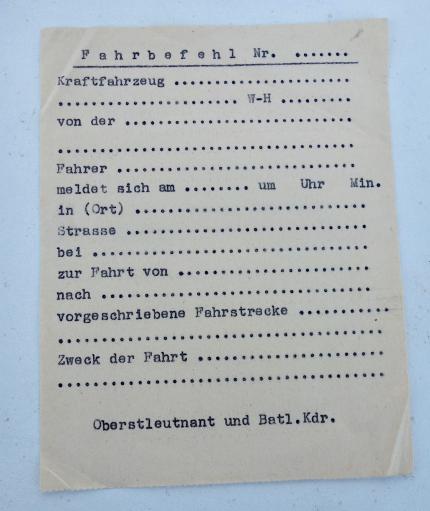 F a h r b e f e h l Nr. .......
Kraftfahrzeug ......................
....................... W-H .........
von der .............................
......................................
Fahrer ...............................
meldet sich am ........ um Uhr Min.
in (Ort) ..............................
Strasse ...............................
bei ...................................
zur Fahrt von .........................
nach ..................................
vorgeschriebene Fahrstrecke ............
.........................................
Zweck der Fahrt ........................
.........................................
Oberstleutnant und Batl.Kdr.